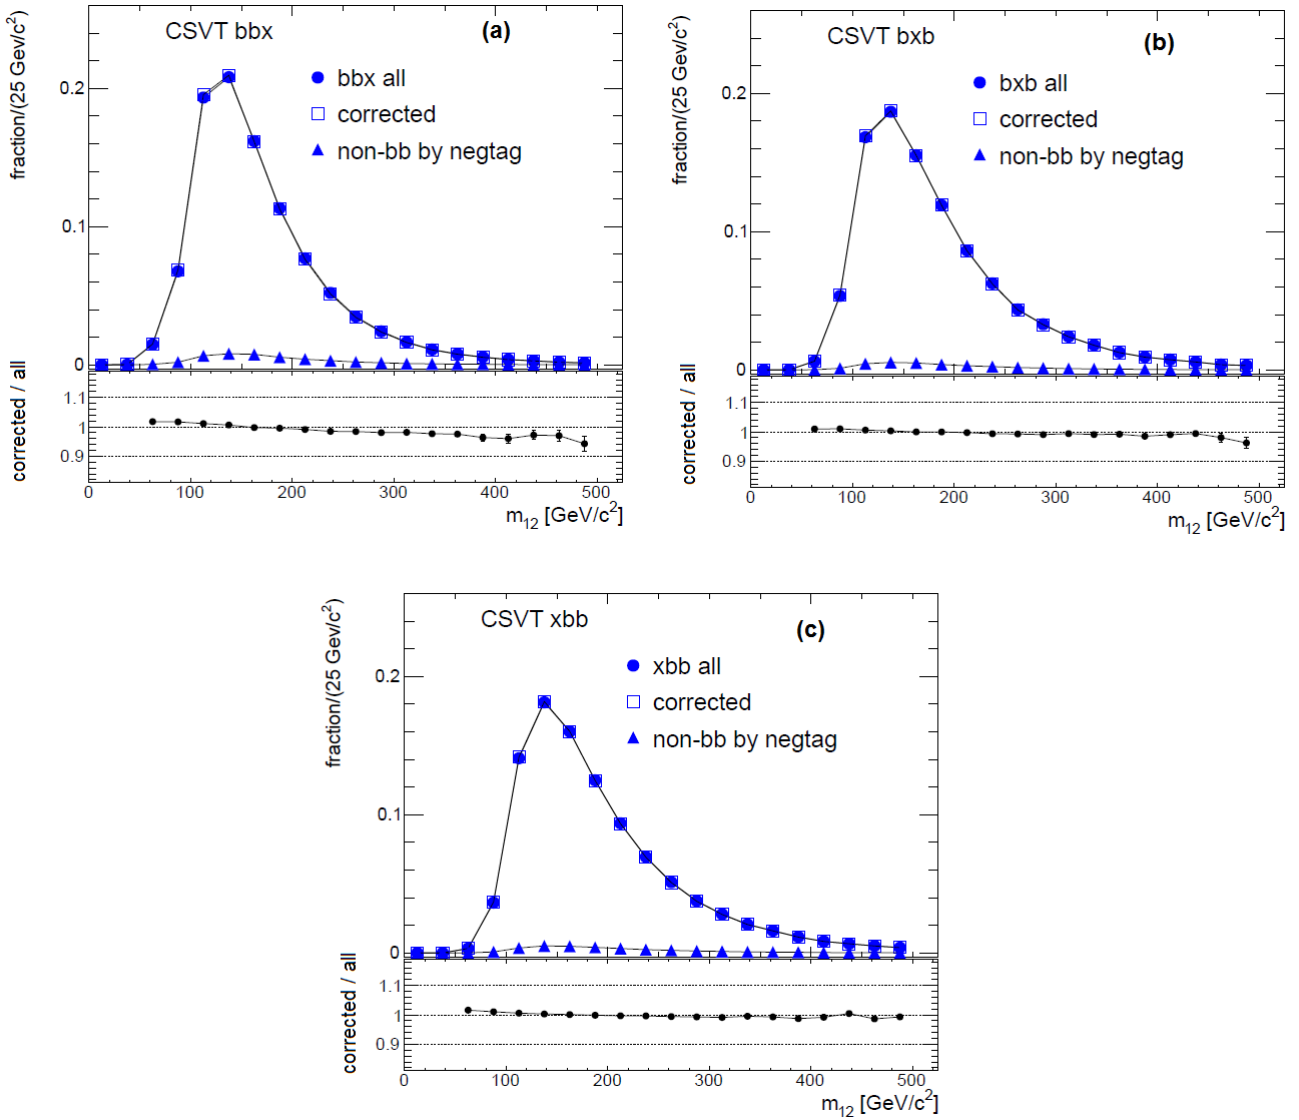 CSVT bbx
(a)
bbx all
corrected
non-bb by negtag
fraction/(25 Gev/c²)
0.2
0.1
0
corrected / all
1.1
1
0.9
0 100 200 300 400 500
m₁₂ [GeV/c²]
CSVT bxb
(b)
bxb all
corrected
non-bb by negtag
fraction/(25 Gev/c²)
0.2
0.1
0
corrected / all
1.1
1
0.9
0 100 200 300 400 500
m₁₂ [GeV/c²]
CSVT xbb
(c)
xbb all
corrected
non-bb by negtag
fraction/(25 Gev/c²)
0.2
0.1
0
corrected / all
1.1
1
0.9
0 100 200 300 400 500
m₁₂ [GeV/c²]